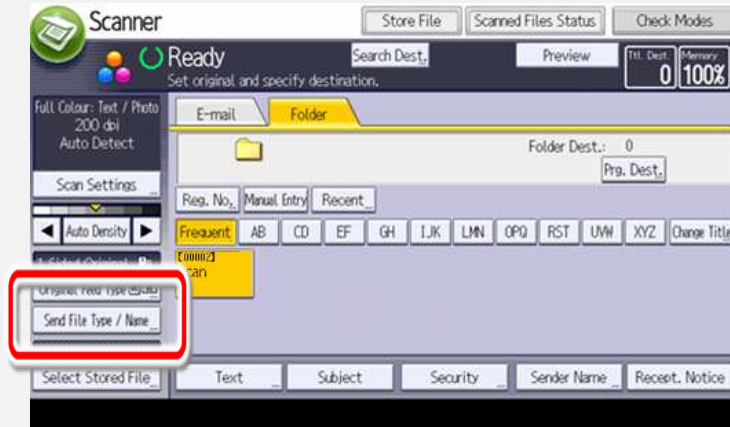 Scanner
Store File
Scanned Files Status
Check Modes
Ready
Search Dest.
Preview
Ttl. Dest. 0
Memory 100%
Set original and specify destination.
Full Colour: Text / Photo
200 dpi
Auto Detect
Scan Settings
Auto Density
Original Feed Type
Send File Type / Name
Select Stored File
E-mail
Folder
Folder Dest.: 0
Prg. Dest.
Reg. No. Manual Entry Recent
Frequent AB CD EF GH IJK LMN OPQ RST UVW XYZ Change Title
[00002]
can
Text Subject Security Sender Name Recept. Notice